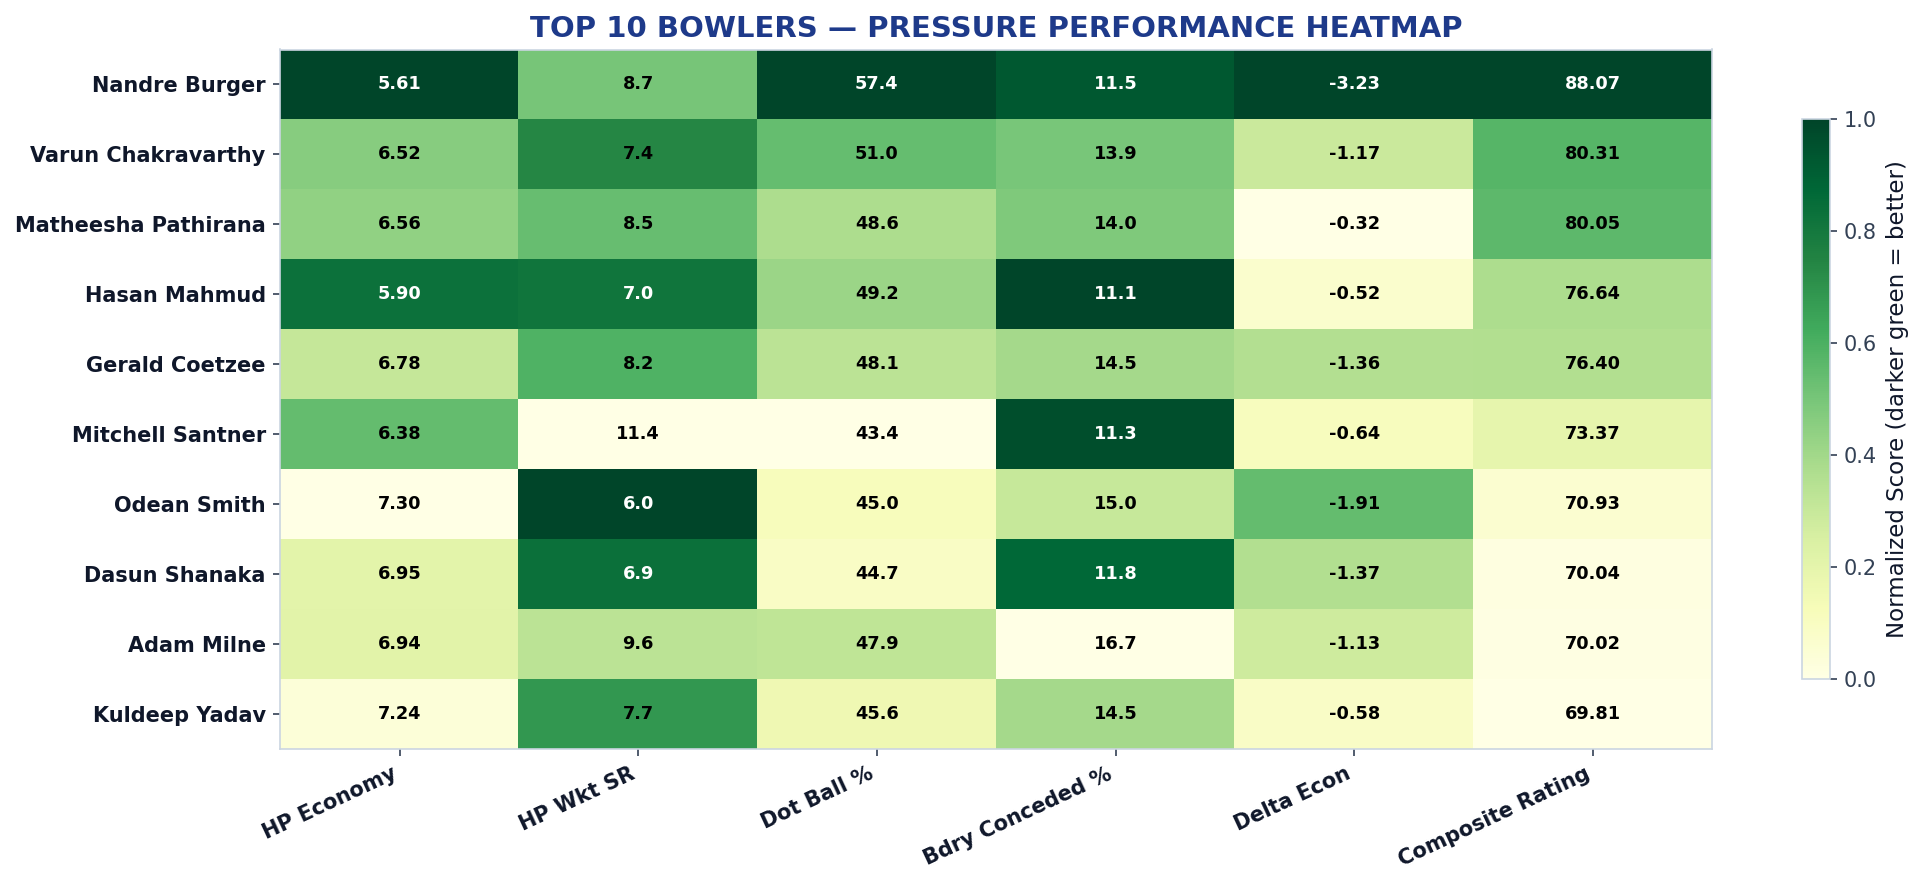 TOP 10 BOWLERS — PRESSURE PERFORMANCE HEATMAP
Nandre Burger 5.61 8.7 57.4 11.5 -3.23 88.07
Varun Chakravarthy 6.52 7.4 51.0 13.9 -1.17 80.31
Matheesha Pathirana 6.56 8.5 48.6 14.0 -0.32 80.05
Hasan Mahmud 5.90 7.0 49.2 11.1 -0.52 76.64
Gerald Coetzee 6.78 8.2 48.1 14.5 -1.36 76.40
Mitchell Santner 6.38 11.4 43.4 11.3 -0.64 73.37
Odean Smith 7.30 6.0 45.0 15.0 -1.91 70.93
Dasun Shanaka 6.95 6.9 44.7 11.8 -1.37 70.04
Adam Milne 6.94 9.6 47.9 16.7 -1.13 70.02
Kuldeep Yadav 7.24 7.7 45.6 14.5 -0.58 69.81
HP Economy HP Wkt SR Dot Ball % Bdry Conceded % Delta Econ Composite Rating
1.0
0.8
0.6
0.4
0.2
0.0
Normalized Score (darker green = better)